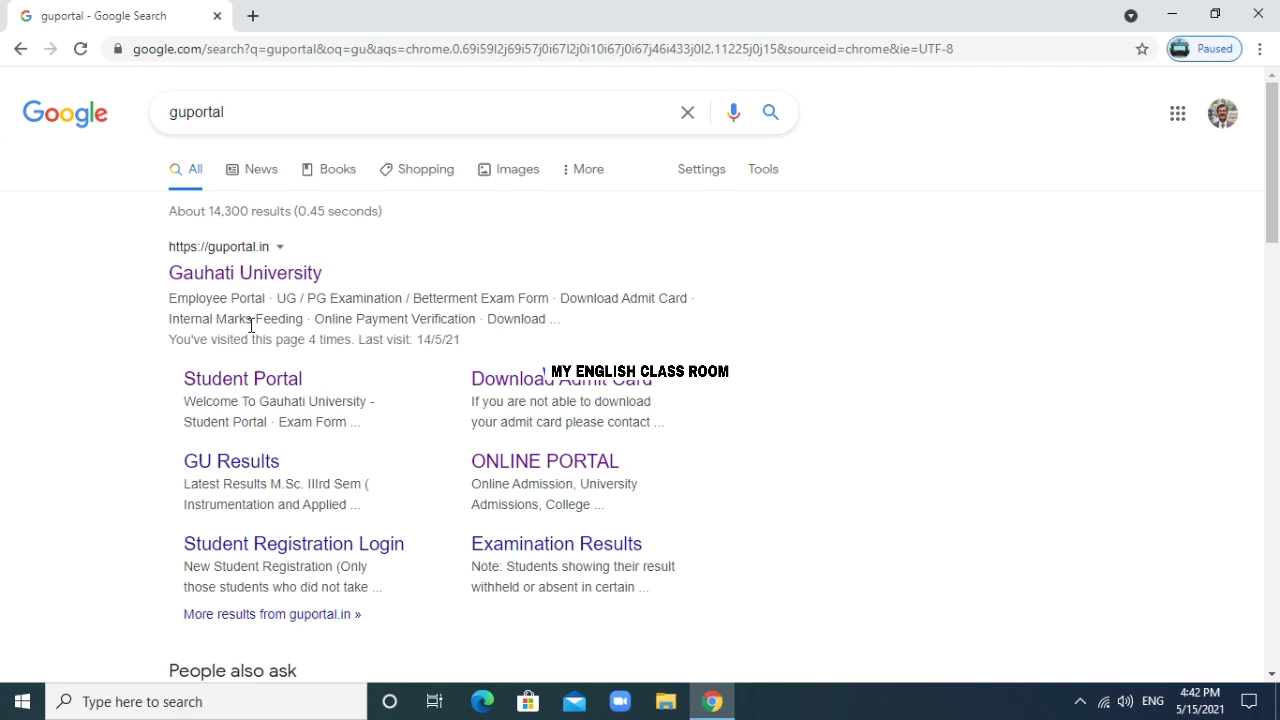 guportal - Google Search
google.com/search?q=guportal&oq=gu&aqs=chrome.0.69i59l2j69i57j0i67l2j0i10i67j0i67j46i433j0l2.11225j0j15&sourceid=chrome&ie=UTF-8
Paused
Google
guportal
All News Books Shopping Images More Settings Tools
About 14,300 results (0.45 seconds)
https://guportal.in
Gauhati University
Employee Portal · UG / PG Examination / Betterment Exam Form · Download Admit Card ·
Internal Marks Feeding · Online Payment Verification · Download ...
You've visited this page 4 times. Last visit: 14/5/21
MY ENGLISH CLASS ROOM
Student Portal
Welcome To Gauhati University -
Student Portal · Exam Form ...
Download Admit Card
If you are not able to download
your admit card please contact ...
GU Results
Latest Results M.Sc. IIIrd Sem (
Instrumentation and Applied ...
ONLINE PORTAL
Online Admission, University
Admissions, College ...
Student Registration Login
New Student Registration (Only
those students who did not take ...
Examination Results
Note: Students showing their result
withheld or absent in certain ...
More results from guportal.in »
People also ask
Type here to search
ENG
4:42 PM
5/15/2021